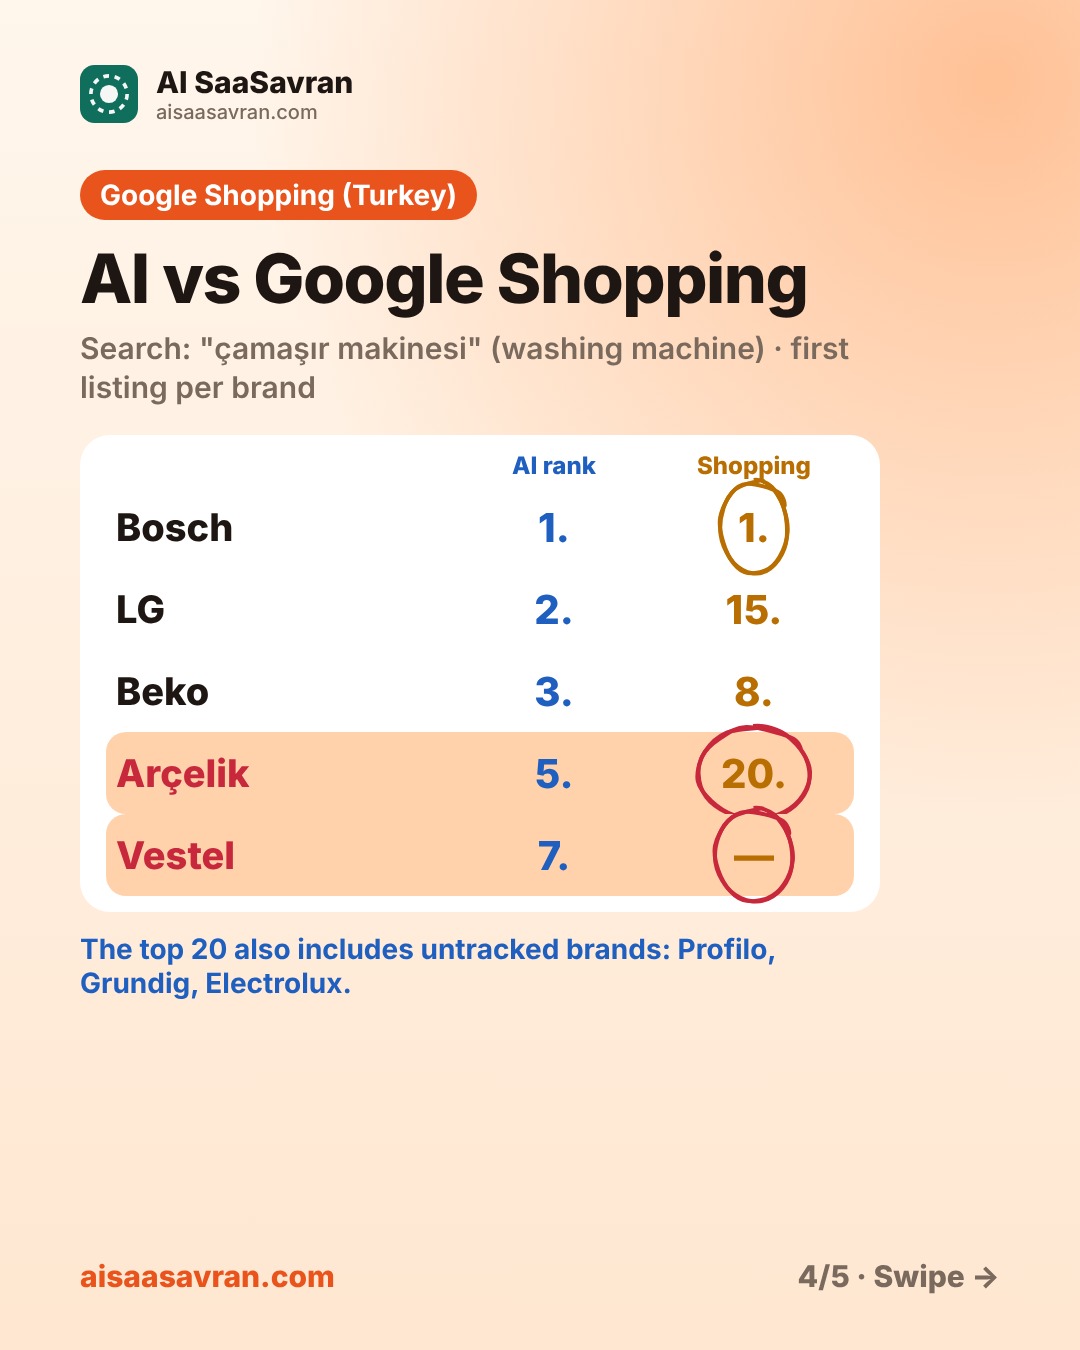 AI SaaSavran
aisaasavran.com
Google Shopping (Turkey)
AI vs Google Shopping
Search: "çamaşır makinesi" (washing machine) · first
listing per brand
AI rank Shopping
Bosch 1. 1.
LG 2. 15.
Beko 3. 8.
Arçelik 5. 20.
Vestel 7. —
The top 20 also includes untracked brands: Profilo,
Grundig, Electrolux.
aisaasavran.com 4/5 · Swipe →